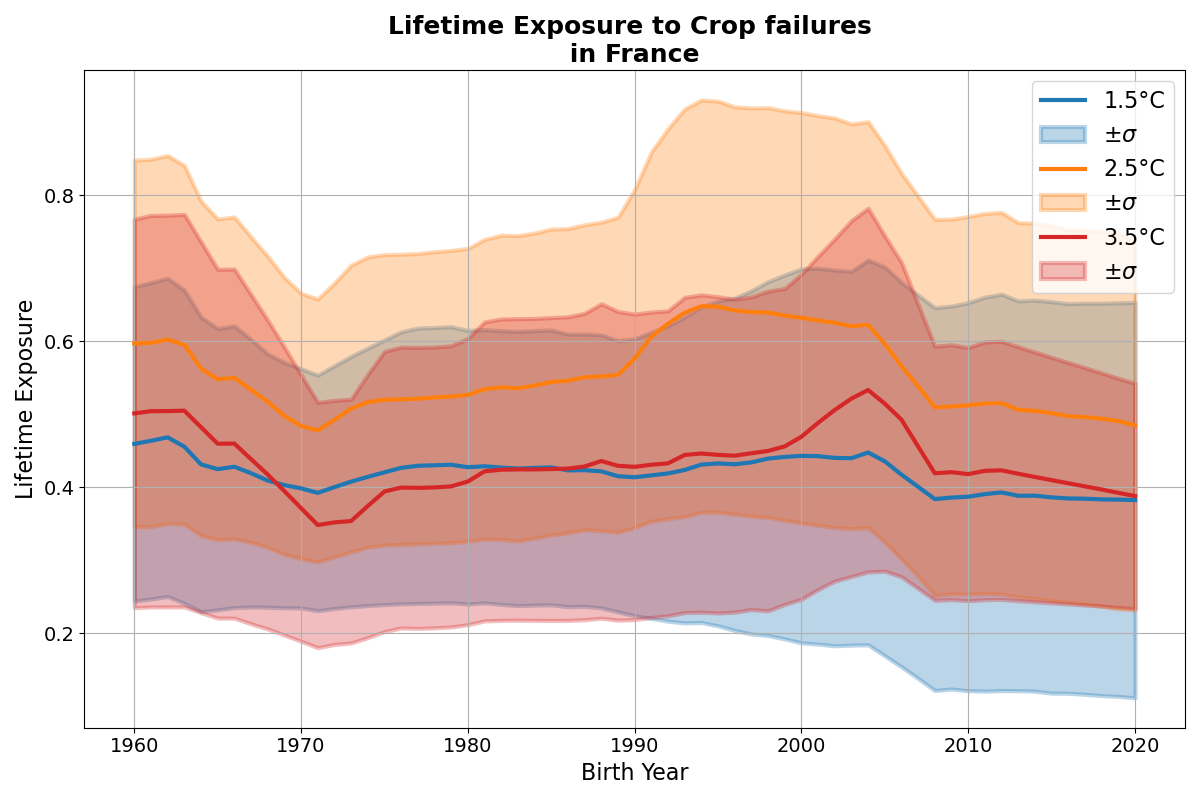 Lifetime Exposure to Crop failures
in France
1.5°C
±σ
2.5°C
±σ
3.5°C
±σ
Lifetime Exposure
0.8
0.6
0.4
0.2
1960 1970 1980 1990 2000 2010 2020
Birth Year